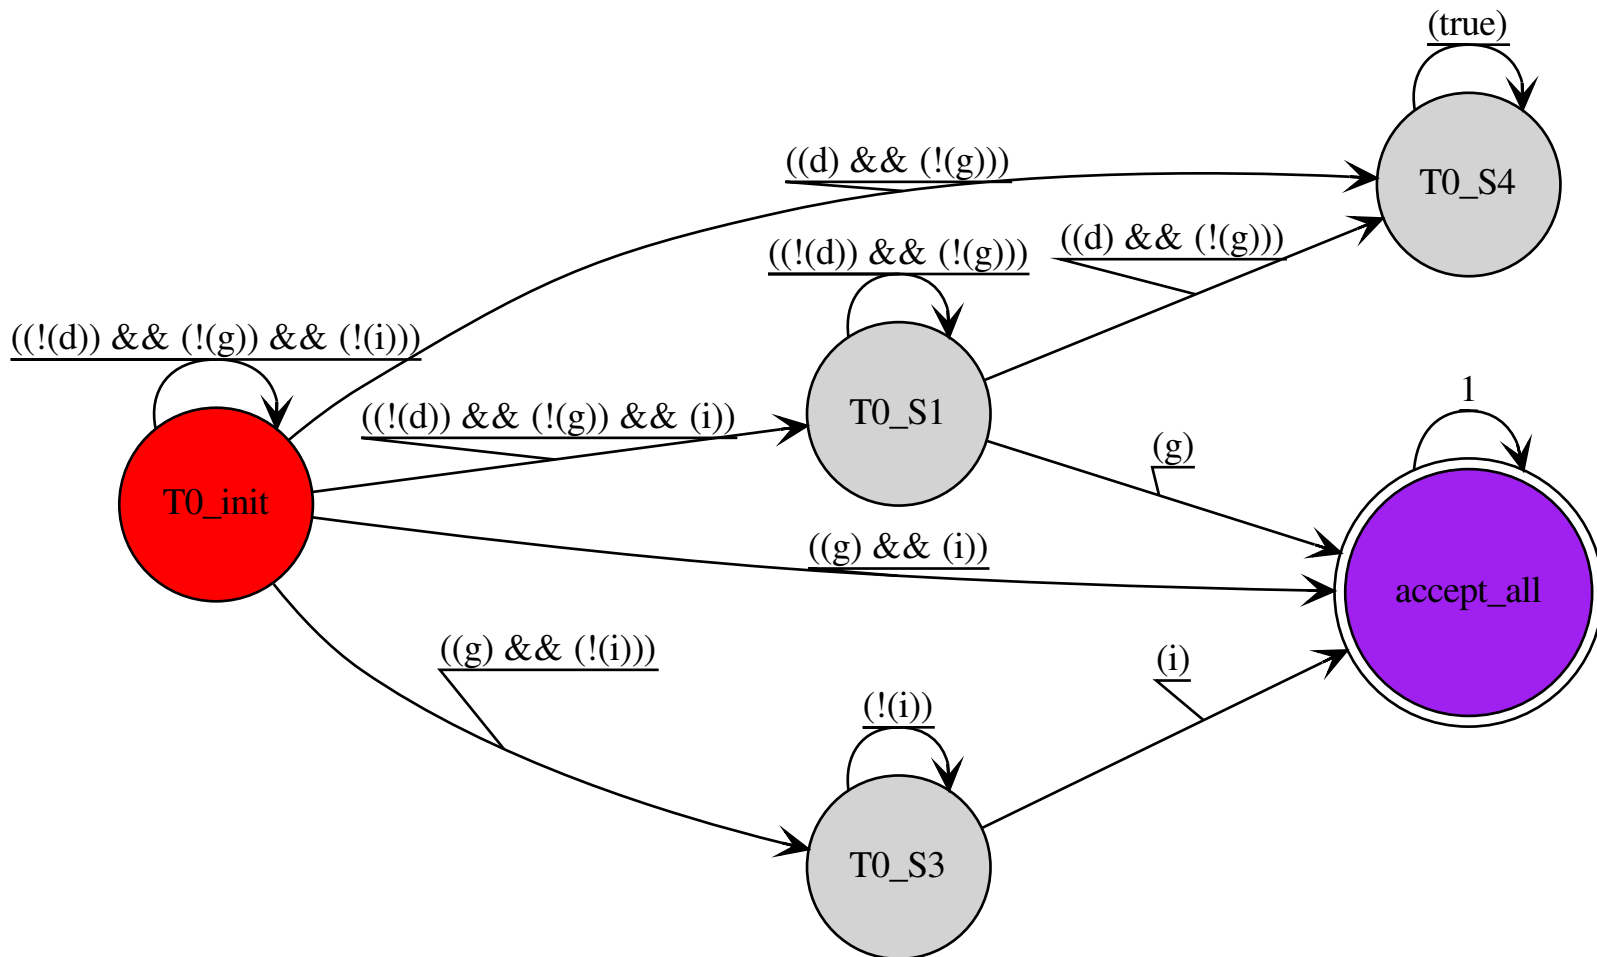 (true)
T0_S4
((d) && (!(g)))
((!(d)) && (!(g)))
((d) && (!(g)))
((!(d)) && (!(g)) && (!(i)))
T0_init
((!(d)) && (!(g)) && (i))
T0_S1
1
(g)
((g) && (i))
accept_all
((g) && (!(i)))
(i)
(!(i))
T0_S3